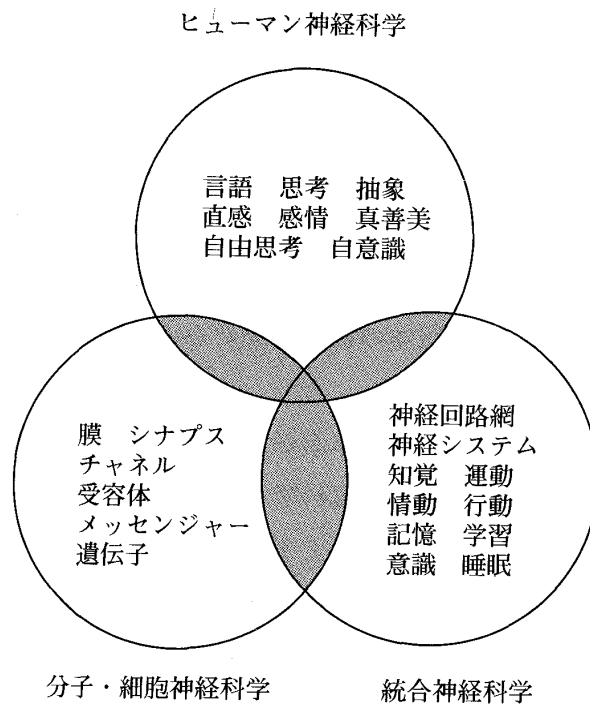 ヒューマン神経科学
言語　思考　抽象
直感　感情　真善美
自由思考　自意識
膜　シナプス
チャネル
受容体
メッセンジャー
遺伝子
神経回路網
神経システム
知覚　運動
情動　行動
記憶　学習
意識　睡眠
分子・細胞神経科学
統合神経科学